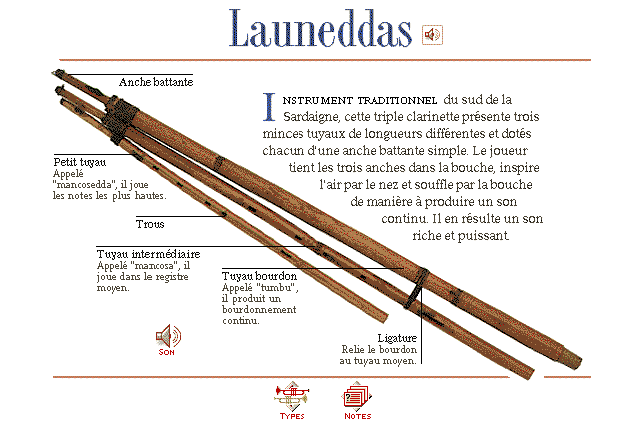 Launeddas
Anche battante
INSTRUMENT TRADITIONNEL du sud de la
Sardaigne, cette triple clarinette présente trois
minces tuyaux de longueurs différentes et dotés
chacun d'une anche battante simple. Le joueur
tient les trois anches dans la bouche, inspire
l'air par le nez et souffle par la bouche
de manière à produire un son
continu. Il en résulte un son
riche et puissant.
Petit tuyau
Appelé
"mancosedda", il joue
les notes les plus hautes.
Trous
Tuyau intermédiaire
Appelé "mancosa", il
joue dans le registre
moyen.
Tuyau bourdon
Appelé "tumbu",
il produit un
bourdonnement
continu.
Ligature
Relie le bourdon
au tuyau moyen.
SON
TYPES
NOTES